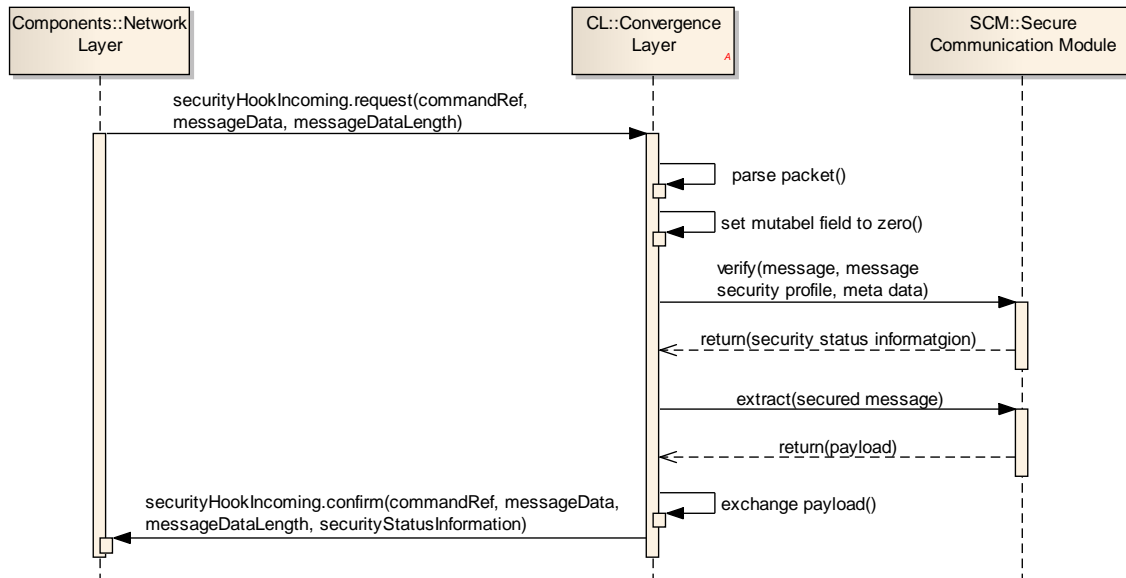 Components::Network
Layer
CL::Convergence
Layer
A
SCM::Secure
Communication Module
securityHookIncoming.request(commandRef,
messageData, messageDataLength)
parse packet()
set mutabel field to zero()
verify(message, message
security profile, meta data)
return(security status informatgion)
extract(secured message)
return(payload)
exchange payload()
securityHookIncoming.confirm(commandRef, messageData,
messageDataLength, securityStatusInformation)